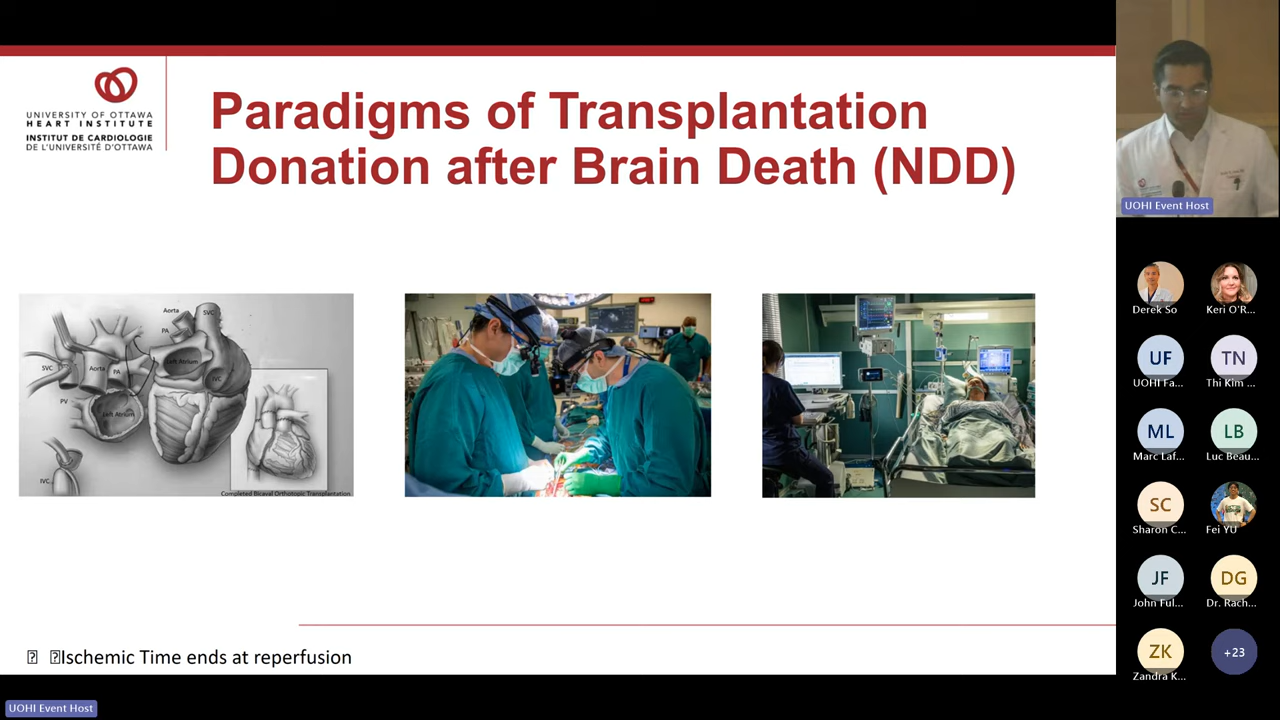 UNIVERSITY OF OTTAWA
HEART INSTITUTE
INSTITUT DE CARDIOLOGIE
DE L'UNIVERSITÉ D'OTTAWA
Paradigms of Transplantation
Donation after Brain Death (NDD)
Aorta
SVC
PA
Left Atrium
IVC
SVC
Aorta
PA
PV
Left Atrium
IVC
Completed Bicaval Orthotopic Transplantation
Ischemic Time ends at reperfusion
UOHI Event Host
UOHI Event Host
Derek So
Keri O'R...
UF
TN
UOHI Fa...
Thi Kim ...
ML
LB
Marc Laf...
Luc Beau...
SC
Sharon C...
Fei YU
JF
DG
John Ful...
Dr. Rach...
ZK
+23
Zandra K...